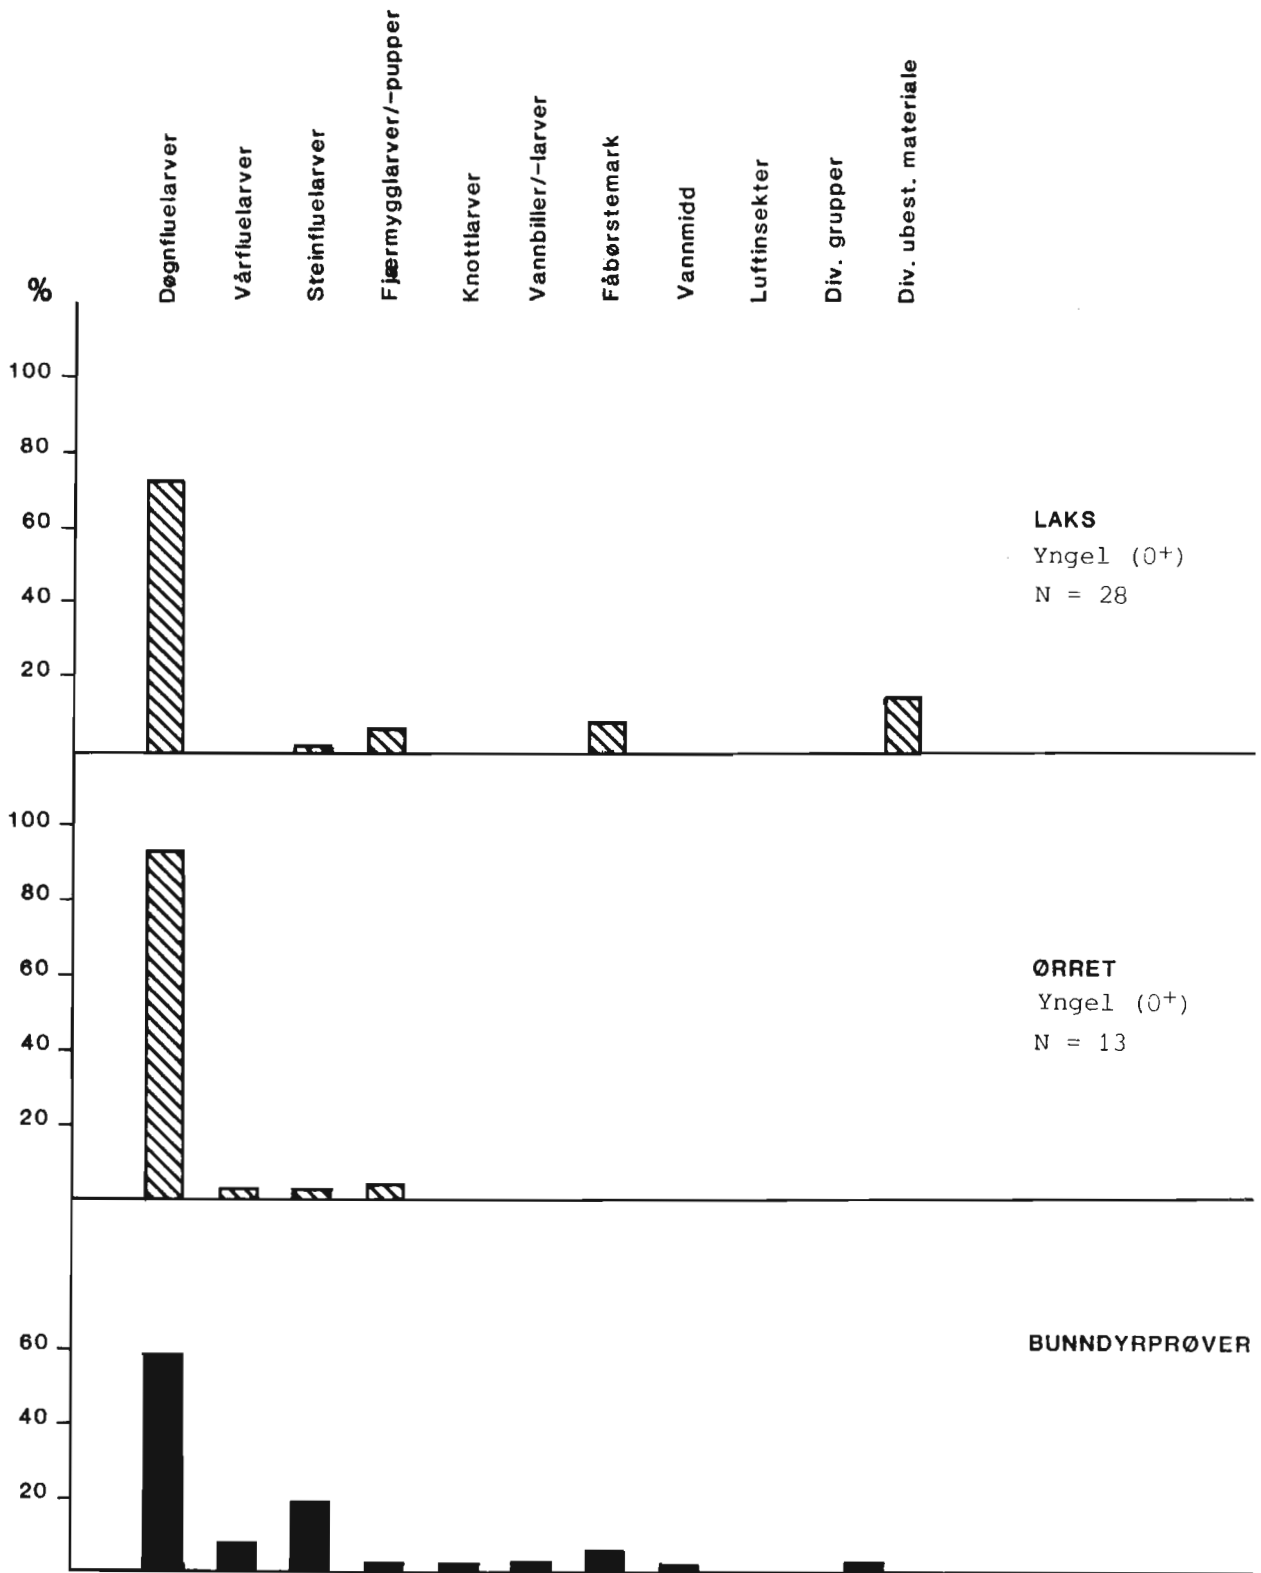 Døgnfluelarver
Vårfluelarver
Steinfluelarver
Fjærmygglarver/-pupper
Knottlarver
Vannbiller/-larver
Fåbørstemark
Vannmidd
Luftinsekter
Div. grupper
Div. ubest. materiale
%
100
80
60
40
20
LAKS
Yngel (0+)
N = 28
100
80
60
40
20
ØRRET
Yngel (0+)
N = 13
60
40
20
BUNNDYRPRØVER